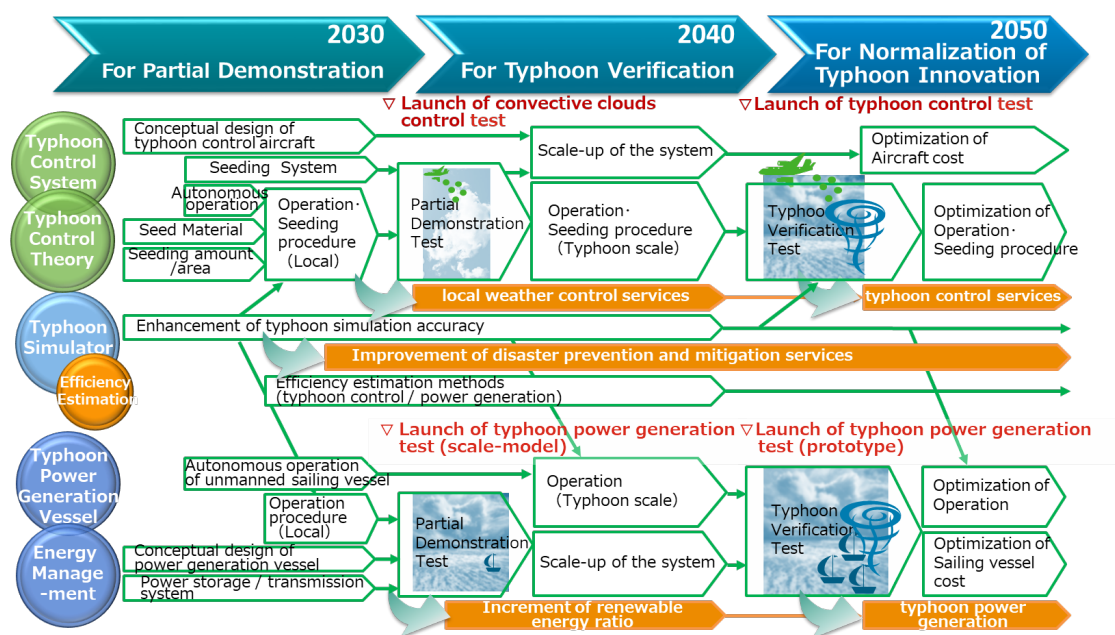 2030
For Partial Demonstration
2040
For Typhoon Verification
2050
For Normalization of
Typhoon Innovation
▽ Launch of convective clouds
control test
▽Launch of typhoon control test
Typhoon
Control
System
Conceptual design of
typhoon control aircraft
Seeding System
Scale-up of the system
Optimization of
Aircraft cost
Typhoon
Control
Theory
Autonomous
operation
Seed Material
Seeding amount
/area
Operation·
Seeding
procedure
(Local)
Partial
Demonstration
Test
Operation·
Seeding procedure
(Typhoon scale)
Typhoon
Verification
Test
Optimization of
Operation·
Seeding procedure
local weather control services
typhoon control services
Typhoon
Simulator
Enhancement of typhoon simulation accuracy
Improvement of disaster prevention and mitigation services
Efficiency
Estimation
Efficiency estimation methods
(typhoon control / power generation)
▽ Launch of typhoon power generation
test (scale-model)
▽Launch of typhoon power generation
test (prototype)
Typhoon
Power
Generation
Vessel
Autonomous operation
of unmanned sailing vessel
Operation
procedure
(Local)
Operation
(Typhoon scale)
Optimization of
Operation
Energy
Manage
-ment
Conceptual design of
power generation vessel
Power storage / transmission
system
Partial
Demonstration
Test
Scale-up of the system
Typhoon
Verification
Test
Optimization of
Sailing vessel
cost
Increment of renewable
energy ratio
typhoon power
generation